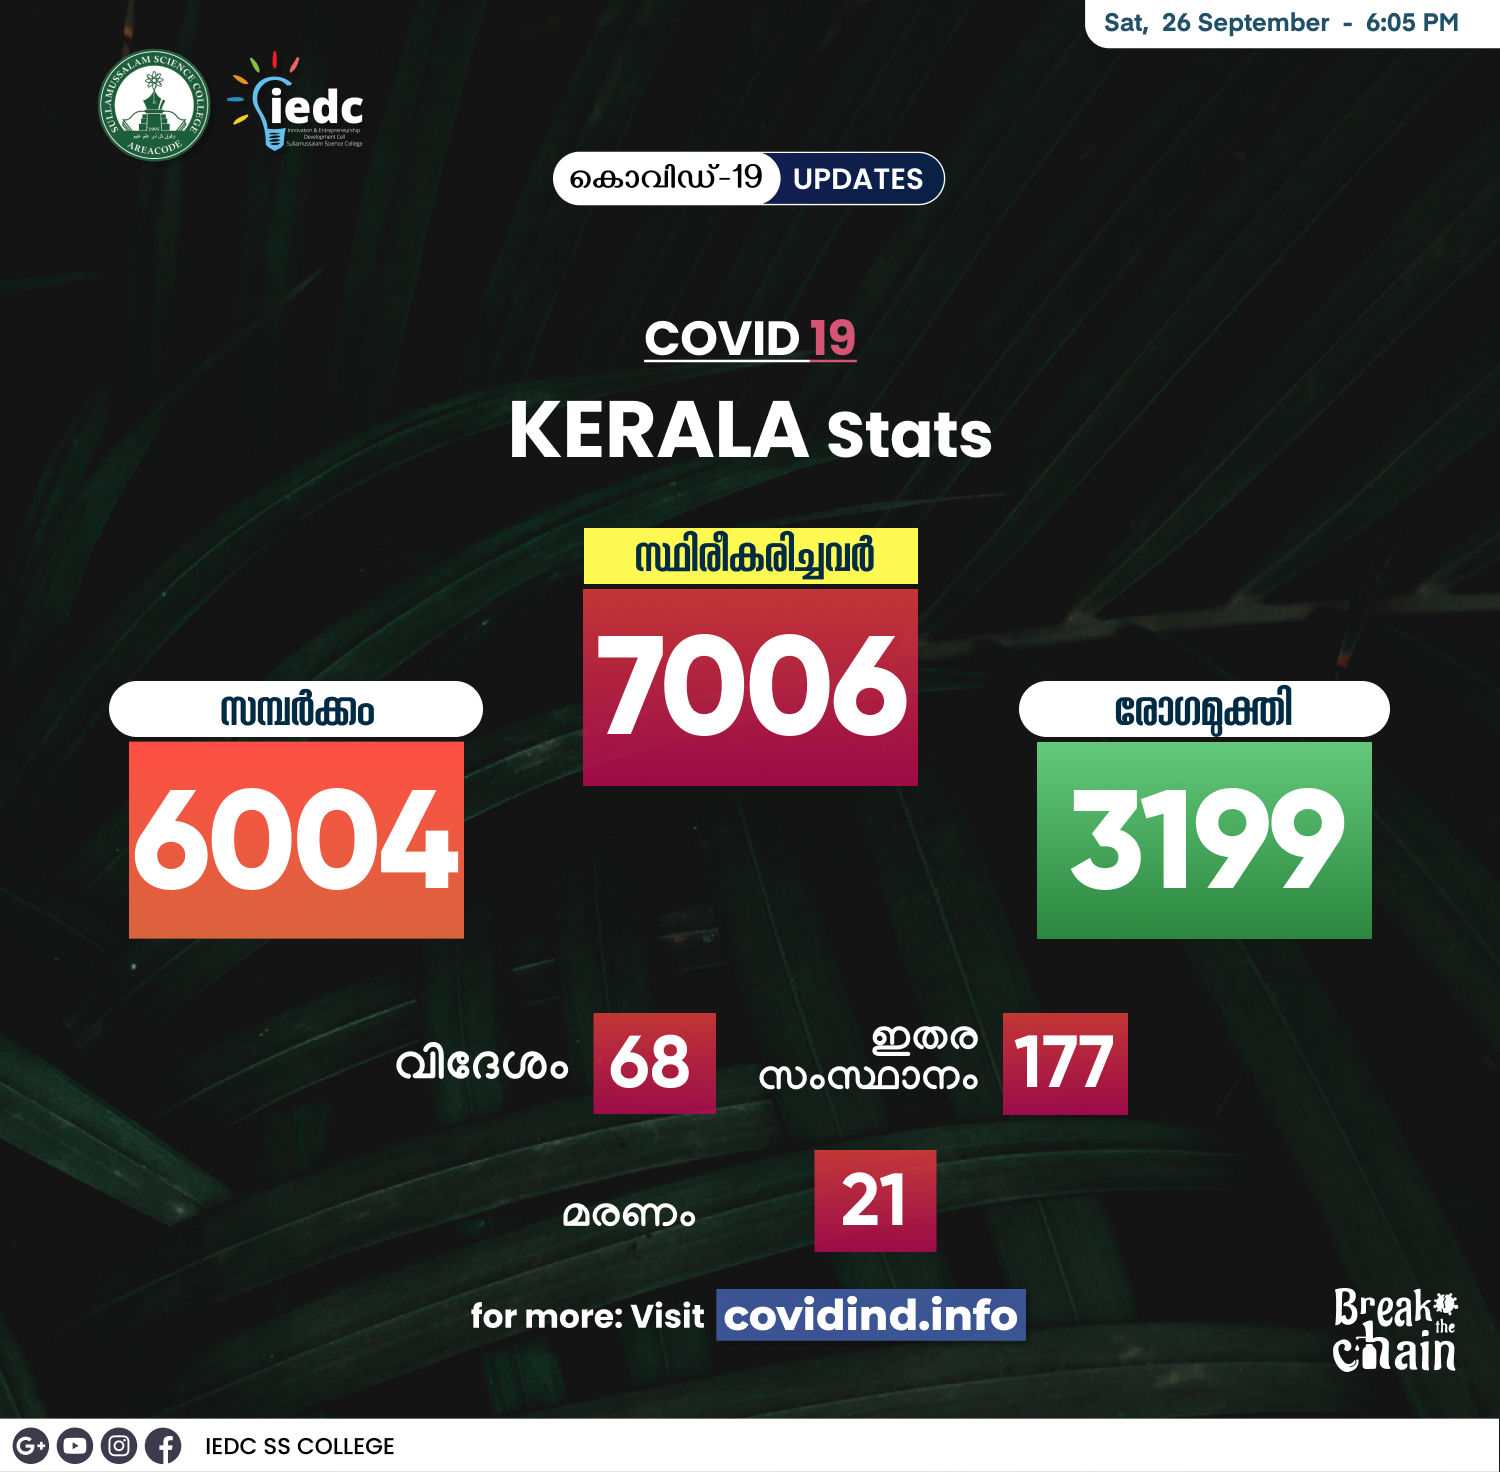 Sat, 26 September - 6:05 PM
SULLAMUSSALAM SCIENCE COLLEGE
1995
AREACODE
iedc
Innovation & Entrepreneurship
Development Cell
Sullamussalam Science College
കൊവിഡ്-19 UPDATES
COVID 19
KERALA Stats
സ്ഥിരീകരിച്ചവർ
7006
സമ്പർക്കം
6004
രോഗമുക്തി
3199
വിദേശം 68
ഇതര
സംസ്ഥാനം 177
മരണം 21
for more: Visit covidind.info
Break
the
chain
G+ IEDC SS COLLEGE